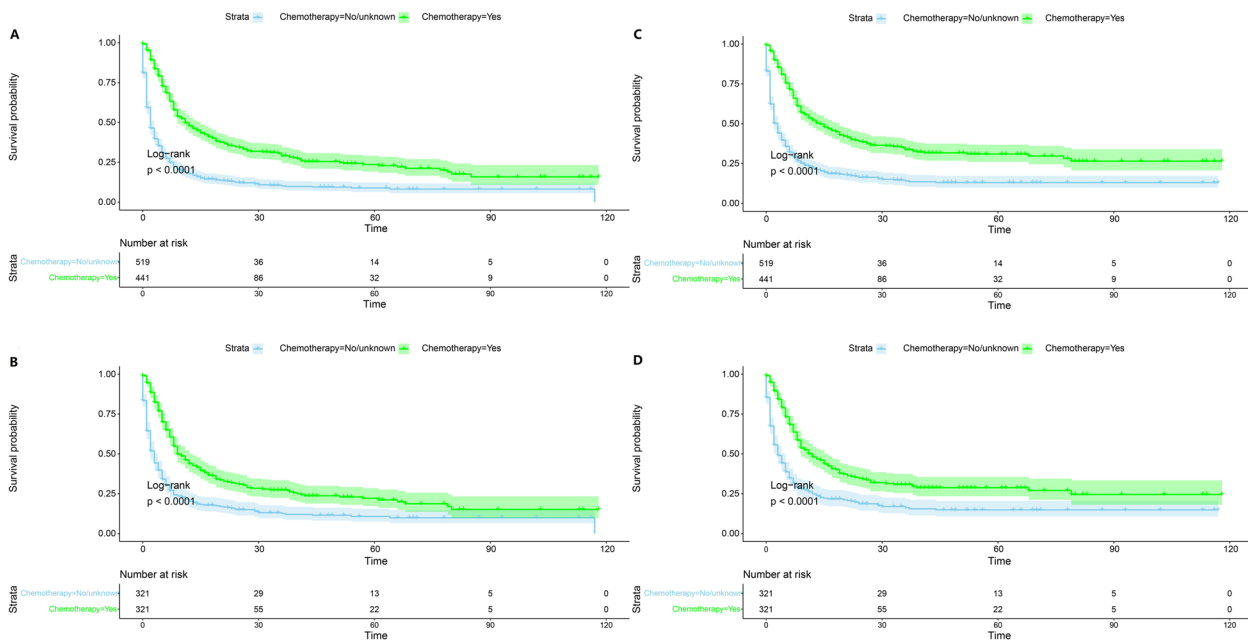 Strata Chemotherapy=No/unknown Chemotherapy=Yes
A
1.00
0.75
0.50
0.25
0.00
Survival probability
Log-rank
p < 0.0001
0 30 60 90 120
Time
Number at risk
Strata
Chemotherapy=No/unknown 519 36 14 5 0
Chemotherapy=Yes 441 86 32 9 0
0 30 60 90 120
Time
Strata Chemotherapy=No/unknown Chemotherapy=Yes
C
1.00
0.75
0.50
0.25
0.00
Survival probability
Log-rank
p < 0.0001
0 30 60 90 120
Time
Number at risk
Strata
Chemotherapy=No/unknown 519 36 14 5 0
Chemotherapy=Yes 441 86 32 9 0
0 30 60 90 120
Time
Strata Chemotherapy=No/unknown Chemotherapy=Yes
B
1.00
0.75
0.50
0.25
0.00
Survival probability
Log-rank
p < 0.0001
0 30 60 90 120
Time
Number at risk
Strata
Chemotherapy=No/unknown 321 29 13 5 0
Chemotherapy=Yes 321 55 22 5 0
0 30 60 90 120
Time
Strata Chemotherapy=No/unknown Chemotherapy=Yes
D
1.00
0.75
0.50
0.25
0.00
Survival probability
Log-rank
p < 0.0001
0 30 60 90 120
Time
Number at risk
Strata
Chemotherapy=No/unknown 321 29 13 5 0
Chemotherapy=Yes 321 55 22 5 0
0 30 60 90 120
Time